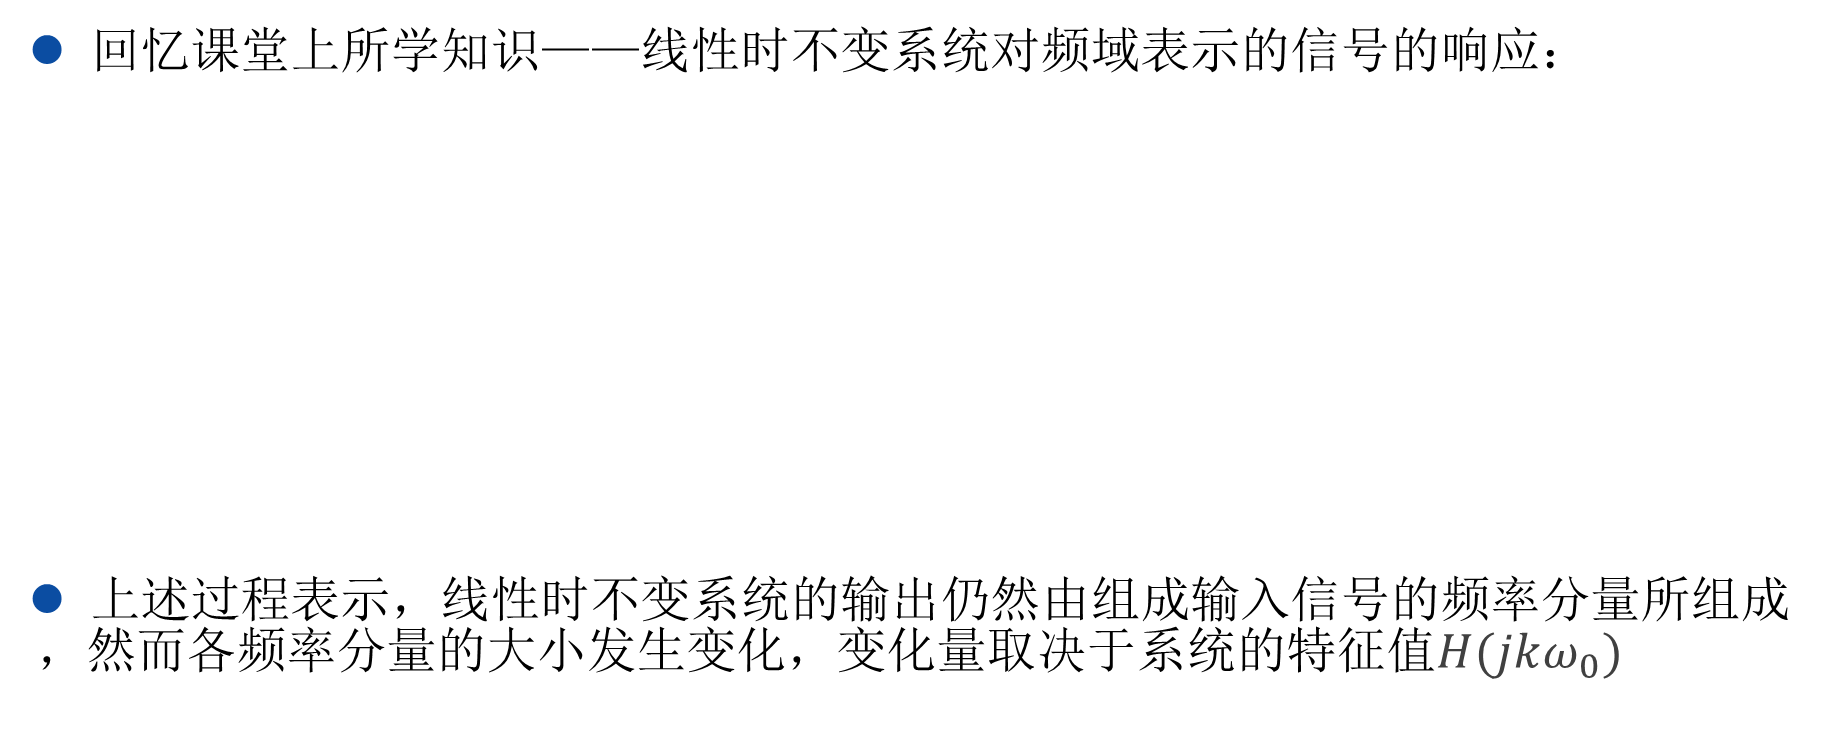 ● 回忆课堂上所学知识——线性时不变系统对频域表示的信号的响应：
● 上述过程表示，线性时不变系统的输出仍然由组成输入信号的频率分量所组成
，然而各频率分量的大小发生变化，变化量取决于系统的特征值H(jkω₀)